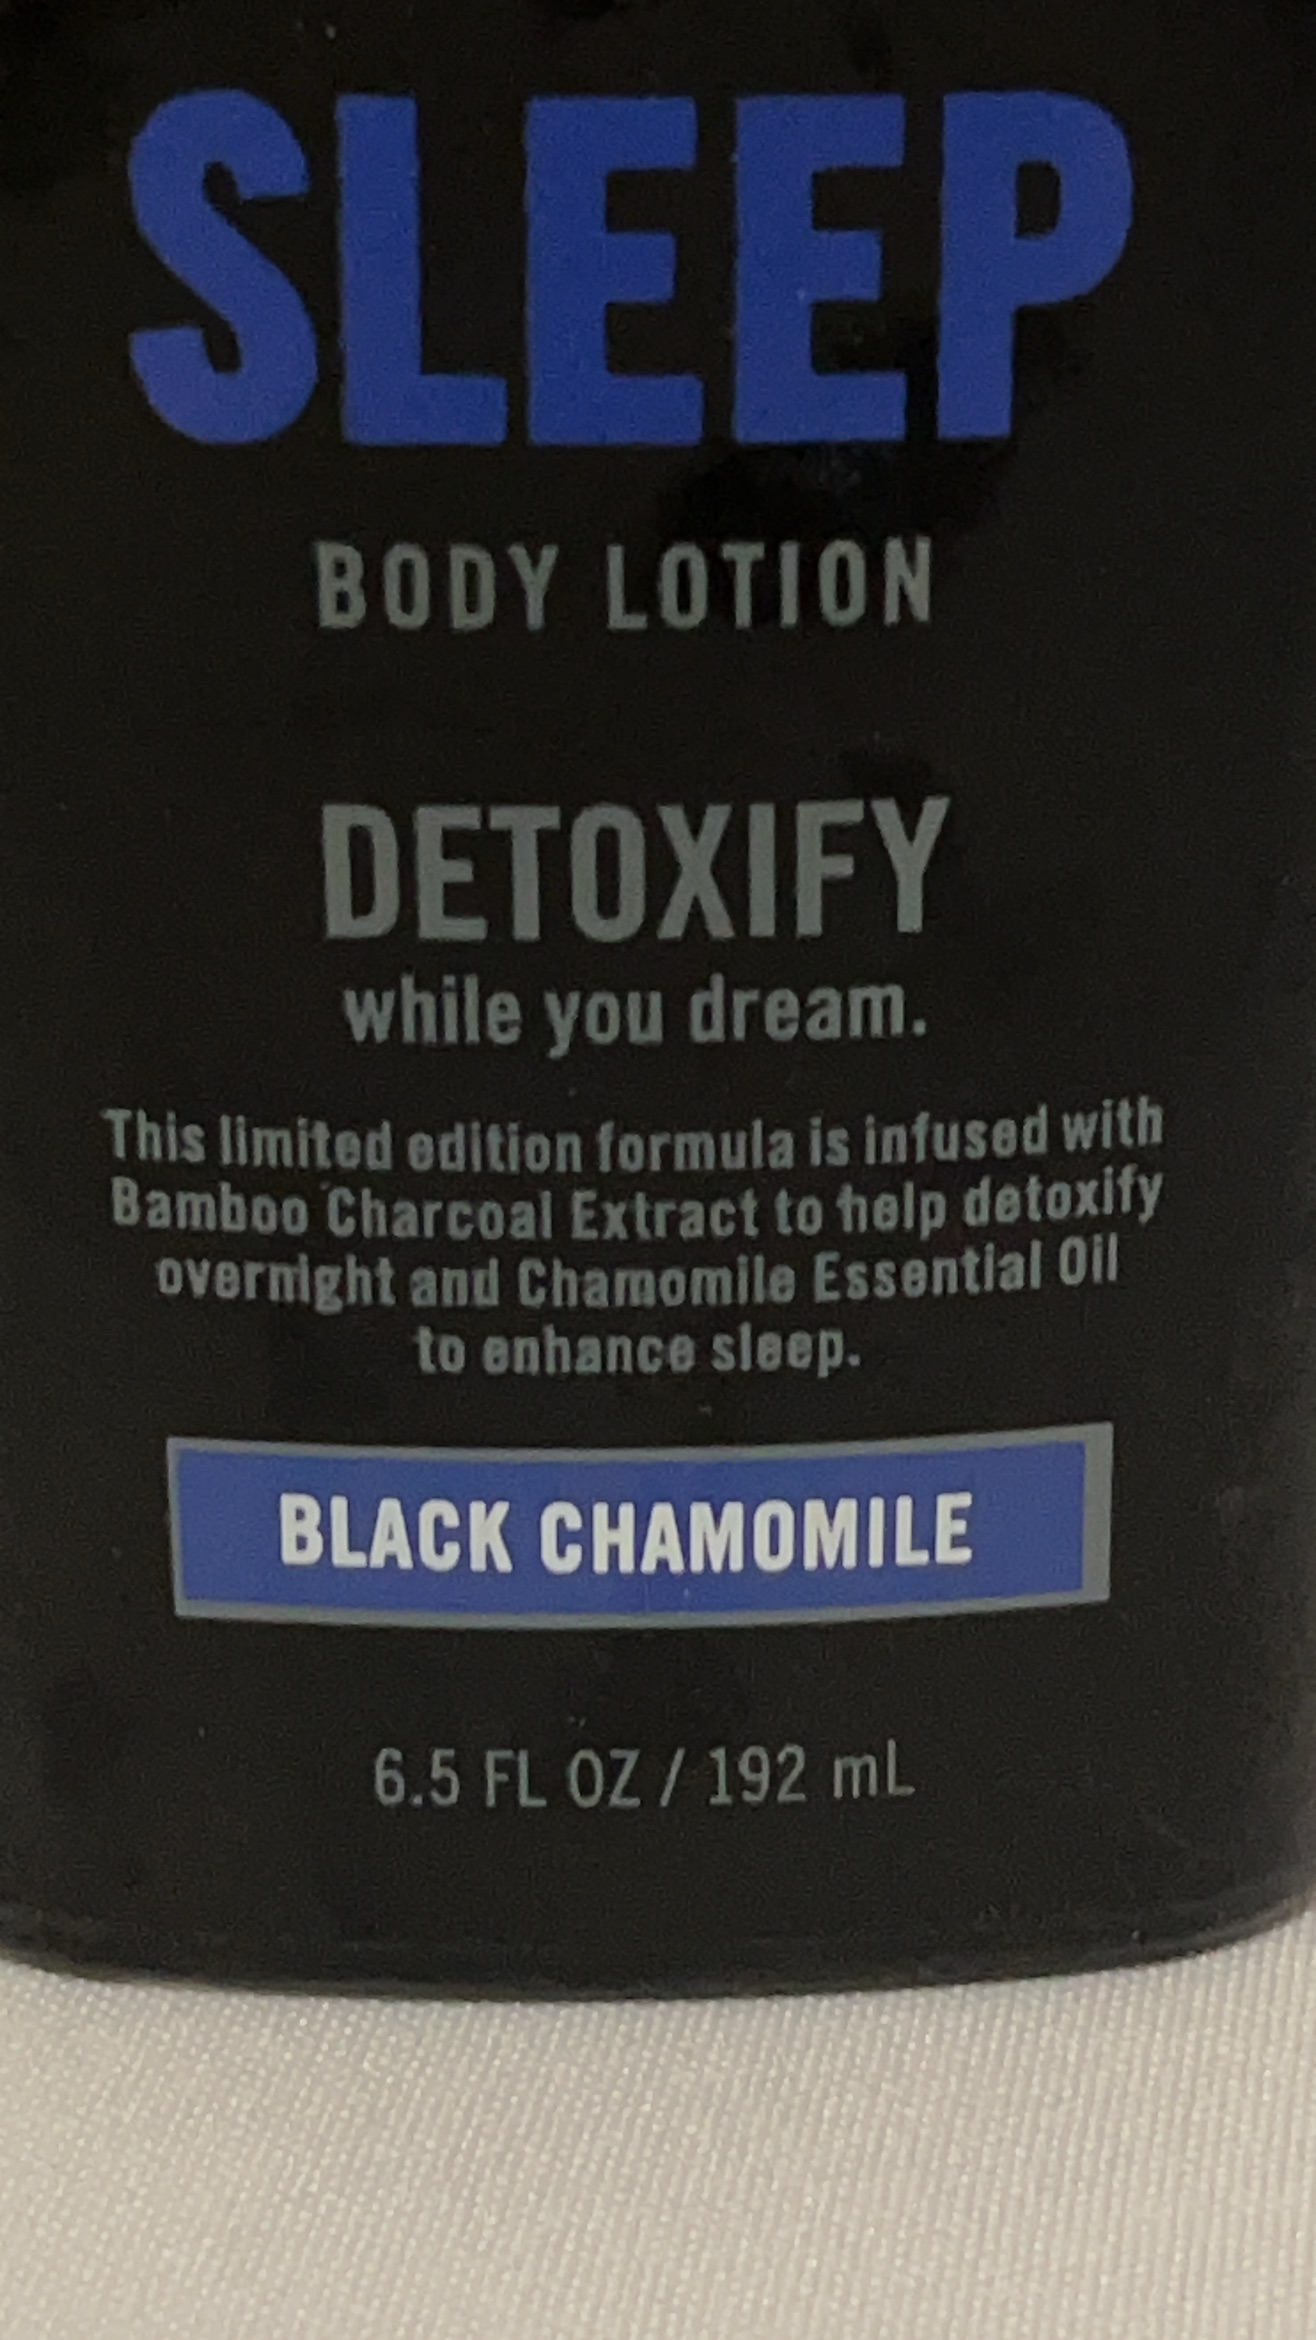 SLEEP
BODY LOTION
DETOXIFY
while you dream.
This limited edition formula is infused with
Bamboo Charcoal Extract to help detoxify
overnight and Chamomile Essential Oil
to enhance sleep.
BLACK CHAMOMILE
6.5 FL OZ / 192 mL